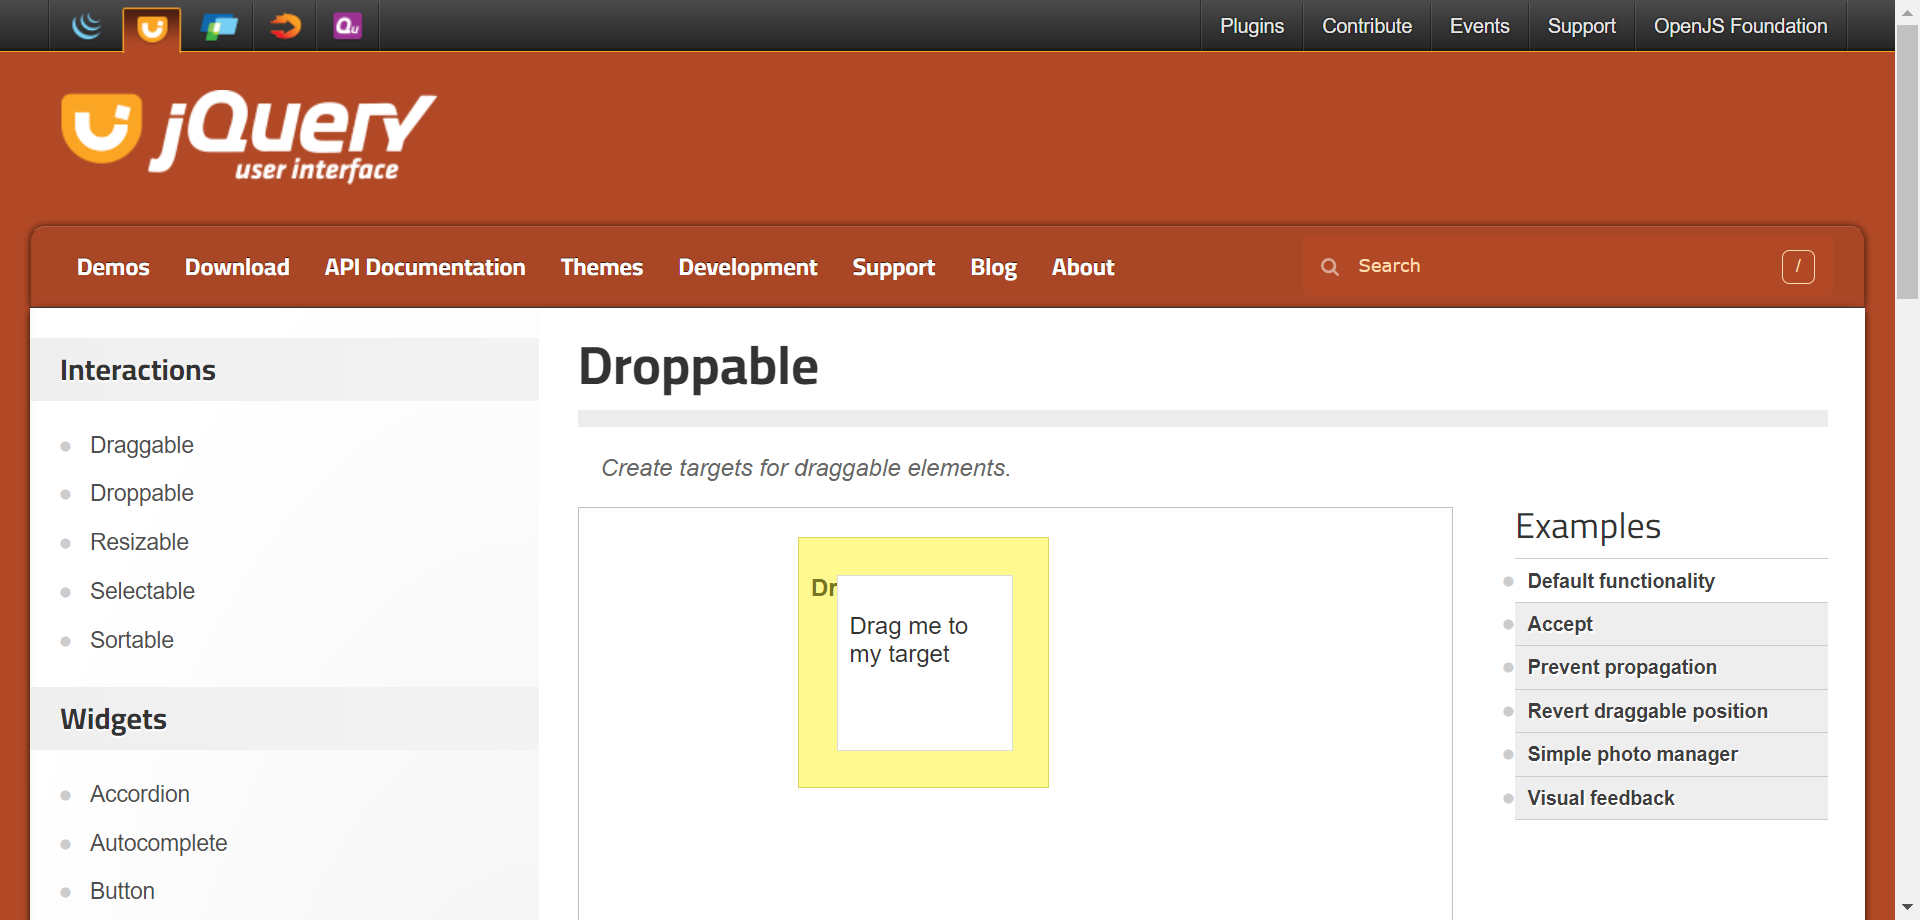 Qu
Plugins
Contribute
Events
Support
OpenJS Foundation
jQuery
user interface
Demos
Download
API Documentation
Themes
Development
Support
Blog
About
Search
/
Interactions
Draggable
Droppable
Resizable
Selectable
Sortable
Widgets
Accordion
Autocomplete
Button
Droppable
Create targets for draggable elements.
Dr
Drag me to
my target
Examples
Default functionality
Accept
Prevent propagation
Revert draggable position
Simple photo manager
Visual feedback